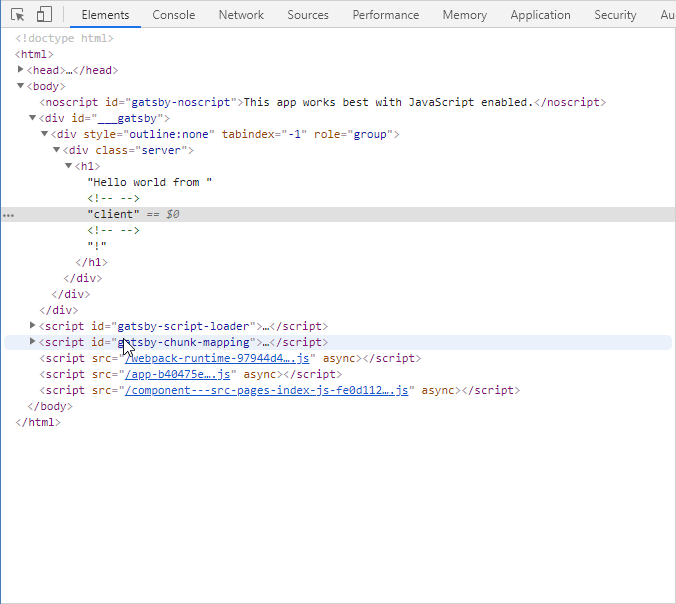 Elements Console Network Sources Performance Memory Application Security Au
<!doctype html>
<html>
<head>…</head>
<body>
<noscript id="gatsby-noscript">This app works best with JavaScript enabled.</noscript>
<div id="___gatsby">
<div style="outline:none" tabindex="-1" role="group">
<div class="server">
<h1>
"Hello world from "
<!-- -->
… "client" == $0
<!-- -->
"!"
</h1>
</div>
</div>
</div>
<script id="gatsby-script-loader">…</script>
<script id="gatsby-chunk-mapping">…</script>
<script src="/webpack-runtime-97944d4….js" async></script>
<script src="/app-b40475e….js" async></script>
<script src="/component---src-pages-index-js-fe0d112….js" async></script>
</body>
</html>